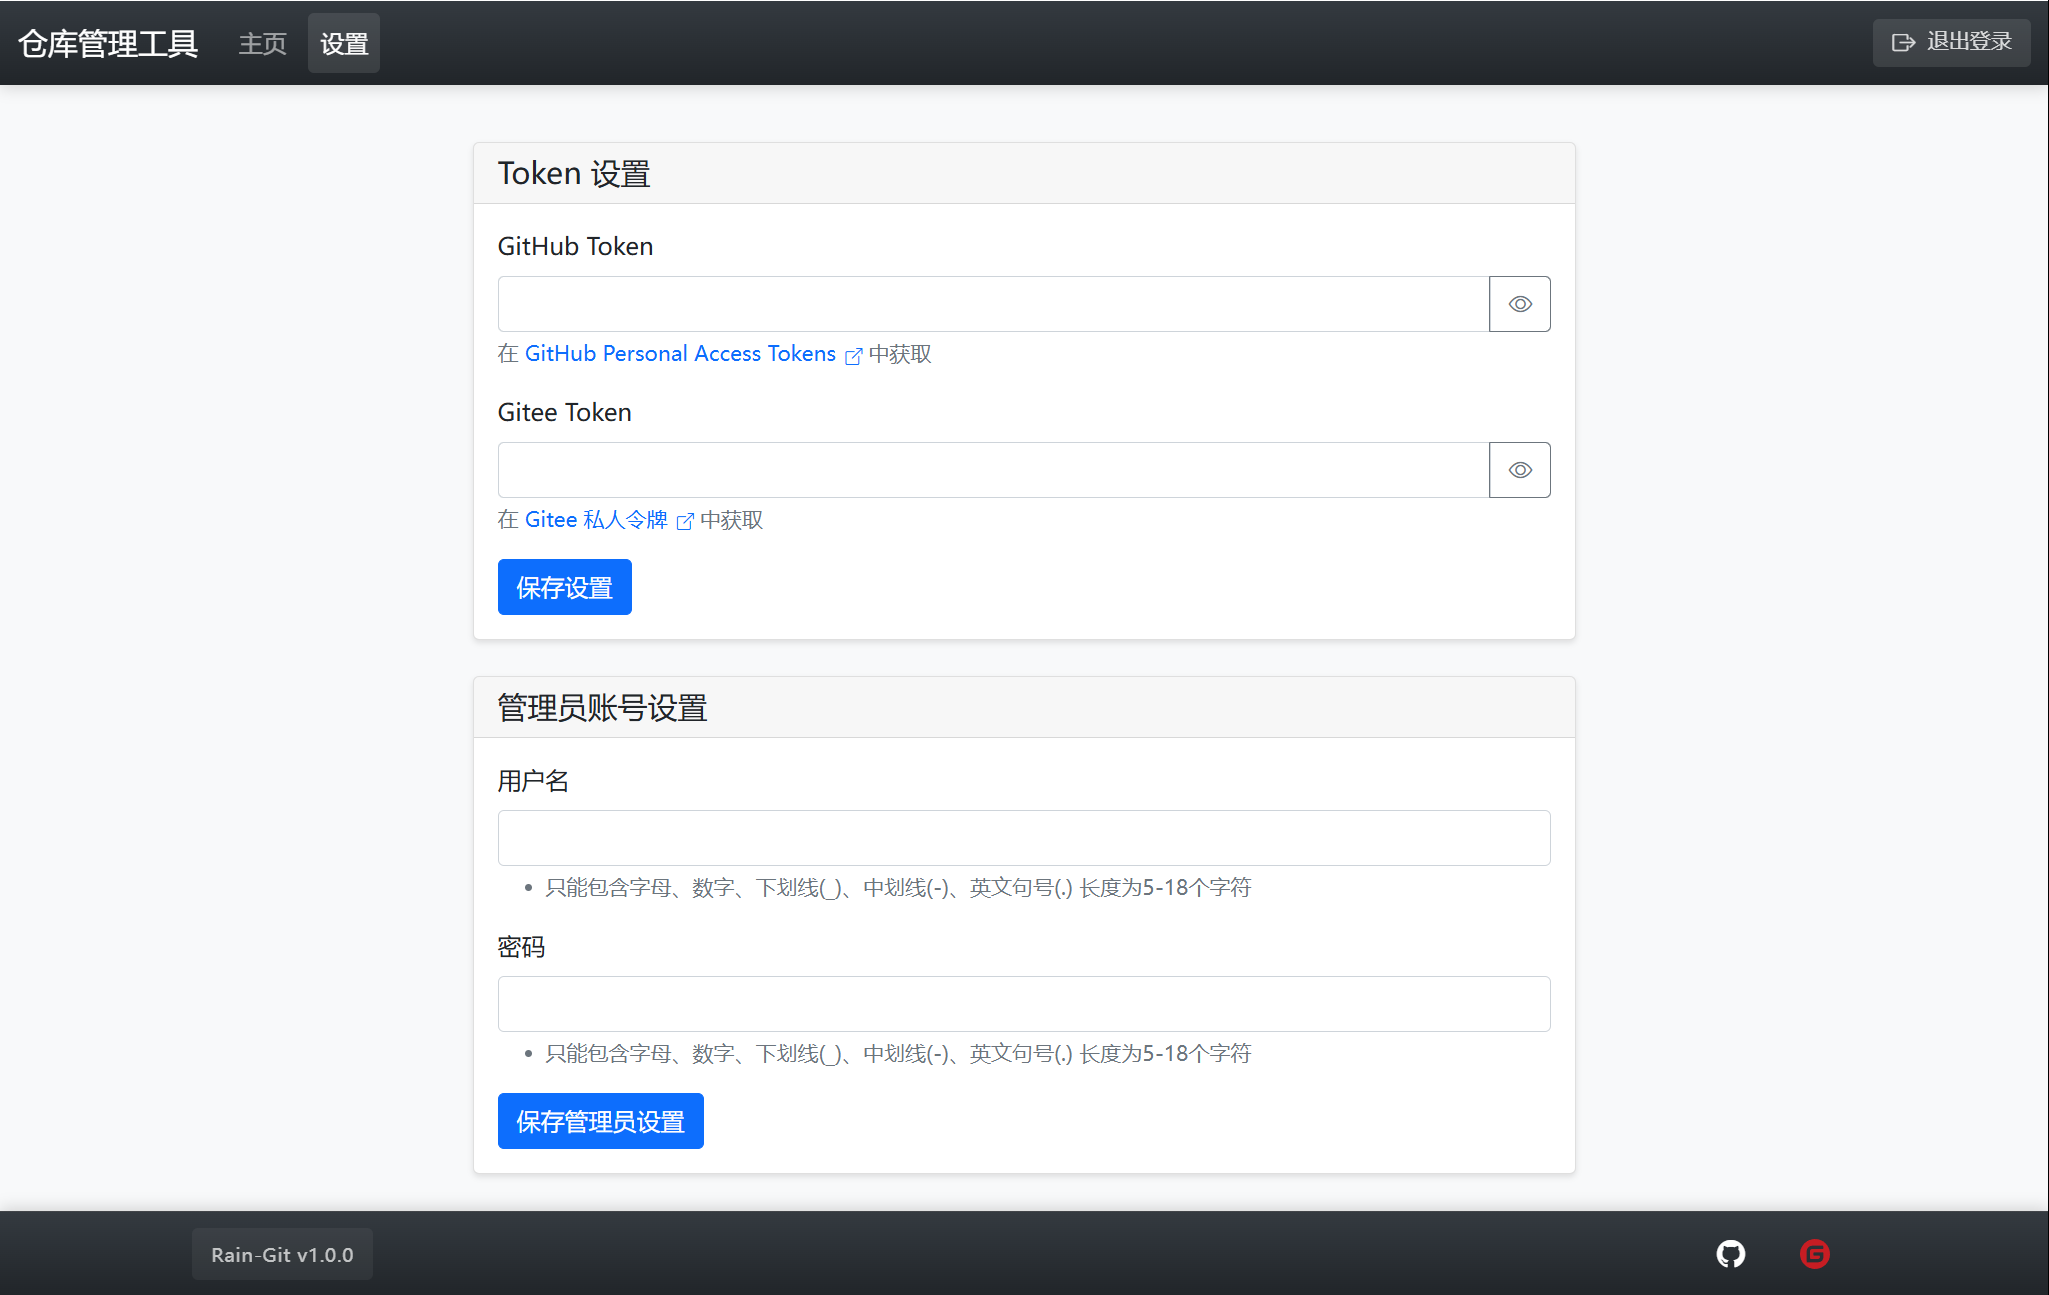 仓库管理工具 主页 设置 退出登录
Token 设置
GitHub Token
在 GitHub Personal Access Tokens 中获取
Gitee Token
在 Gitee 私人令牌 中获取
保存设置
管理员账号设置
用户名
• 只能包含字母、数字、下划线(_)、中划线(-)、英文句号(.) 长度为5-18个字符
密码
• 只能包含字母、数字、下划线(_)、中划线(-)、英文句号(.) 长度为5-18个字符
保存管理员设置
Rain-Git v1.0.0